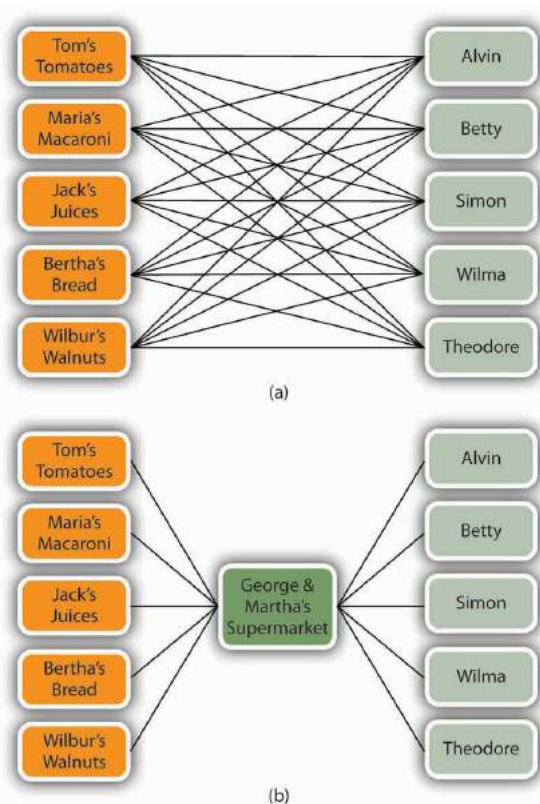 Tom's
Tomatoes
Alvin
Maria's
Macaroni
Betty
Jack's
Juices
Simon
Bertha's
Bread
Wilma
Wilbur's
Walnuts
Theodore
(a)
Tom's
Tomatoes
Alvin
Maria's
Macaroni
Betty
Jack's
Juices
George &
Martha's
Supermarket
Simon
Bertha's
Bread
Wilma
Wilbur's
Walnuts
Theodore
(b)